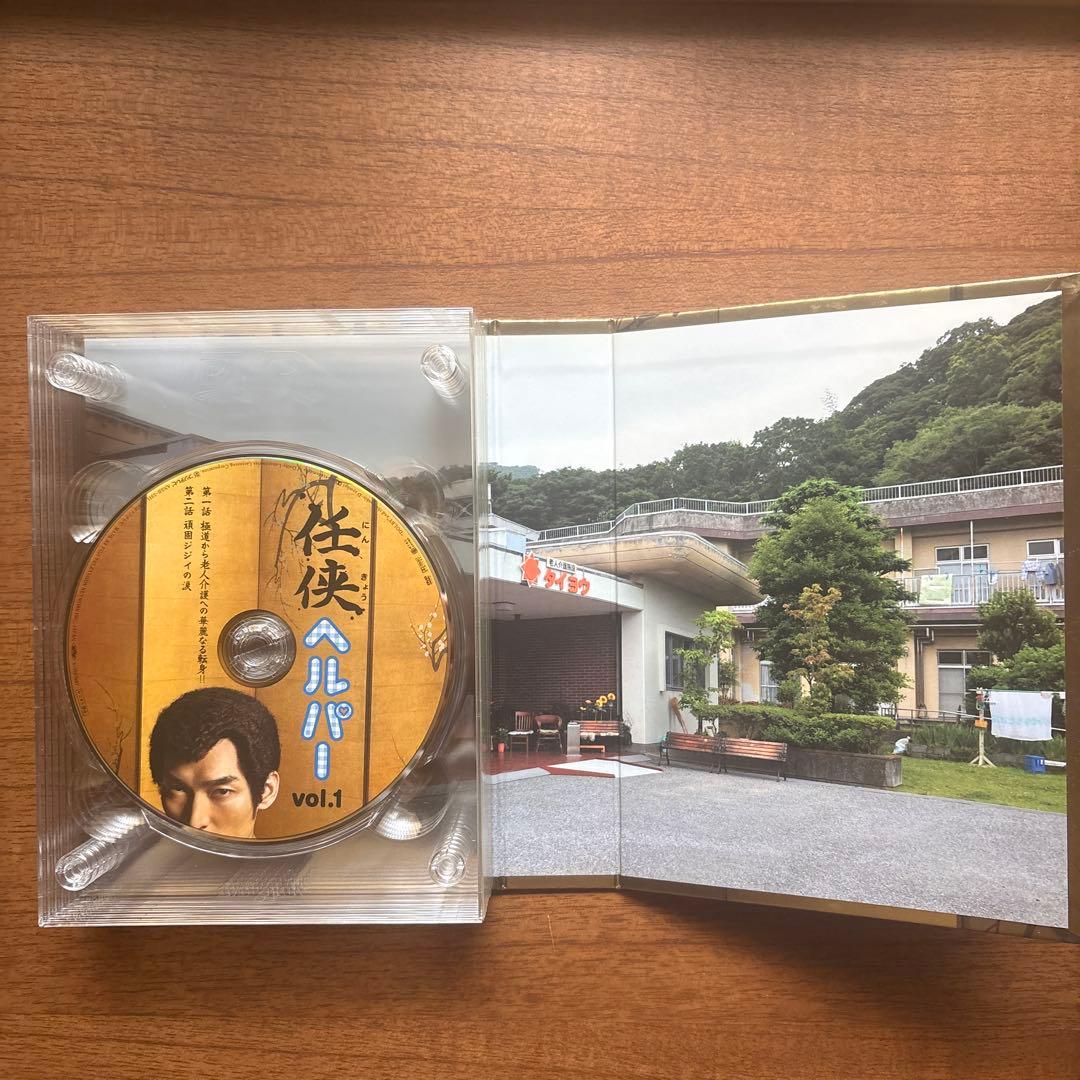 任侠
にん
きょう
ヘルパー
vol.1
第一話 極道から老人介護への華麗なる転身!!
第二話 頑固ジジイの涙
老人介護施設
タイヨウ